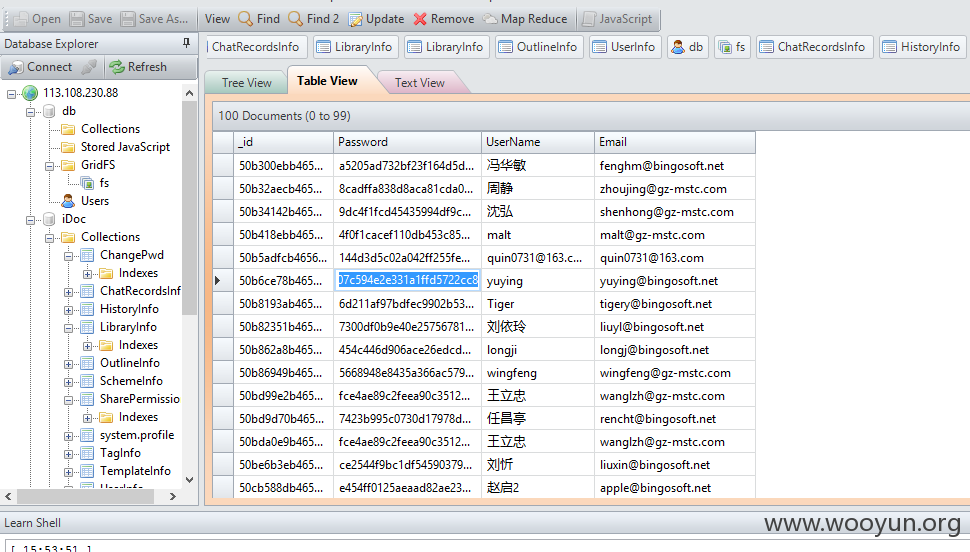 Open Save Save As... View Find Find 2 Update Remove Map Reduce JavaScript
Database Explorer
Connect Refresh
ChatRecordsInfo LibraryInfo LibraryInfo OutlineInfo UserInfo db fs ChatRecordsInfo HistoryInfo
Tree View Table View Text View
113.108.230.88
db
Collections
Stored JavaScript
GridFS
fs
Users
iDoc
Collections
ChangePwd
Indexes
ChatRecordsInf
HistoryInfo
LibraryInfo
Indexes
OutlineInfo
SchemeInfo
SharePermissio
Indexes
system.profile
TagInfo
TemplateInfo
UserInfo
100 Documents (0 to 99)
_id Password UserName Email
50b300ebb465... a5205ad732bf23f164d5d... 冯华敏 fenghm@bingosoft.net
50b32aecb465... 8cadffa838d8aca81cda0... 周静 zhoujing@gz-mstc.com
50b34142b465... 9dc4f1fcd45435994df9c... 沈弘 shenhong@gz-mstc.com
50b418ebb465... 4f0f1cacef110db453c85... malt malt@gz-mstc.com
50b5adfcb4656... 144d3d5c02a042ff255fe... quin0731@163.c... quin0731@163.com
50b6ce78b465... 07c594e2e331a1ffd5722cc8 yuying yuying@bingosoft.net
50b8193ab465... 6d211af97bdfec9902b53... Tiger tigery@bingosoft.net
50b82351b465... 7300df0b9e40e25756781... 刘依玲 liuyl@bingosoft.net
50b862a8b465... 454c446d906ace26edcd... longji longj@bingosoft.net
50b86949b465... 5668948e8435a366ac579... wingfeng wingfeng@gz-mstc.com
50bd99e2b465... fce4ae89c2feea90c3512... 王立忠 wanglzh@gz-mstc.com
50bd9d70b465... 7423b995c0730d17978d... 任昌亭 rencht@bingosoft.net
50bda0e9b465... fce4ae89c2feea90c3512... 王立忠 wanglzh@gz-mstc.com
50be6b3eb465... ce2544f9bc1df54590379... 刘忻 liuxin@bingosoft.net
50cb588db465... e454ff0125aeaad82ae23... 赵启2 apple@bingosoft.net
Learn Shell
www.wooyun.org
[ 15:53:51 ]